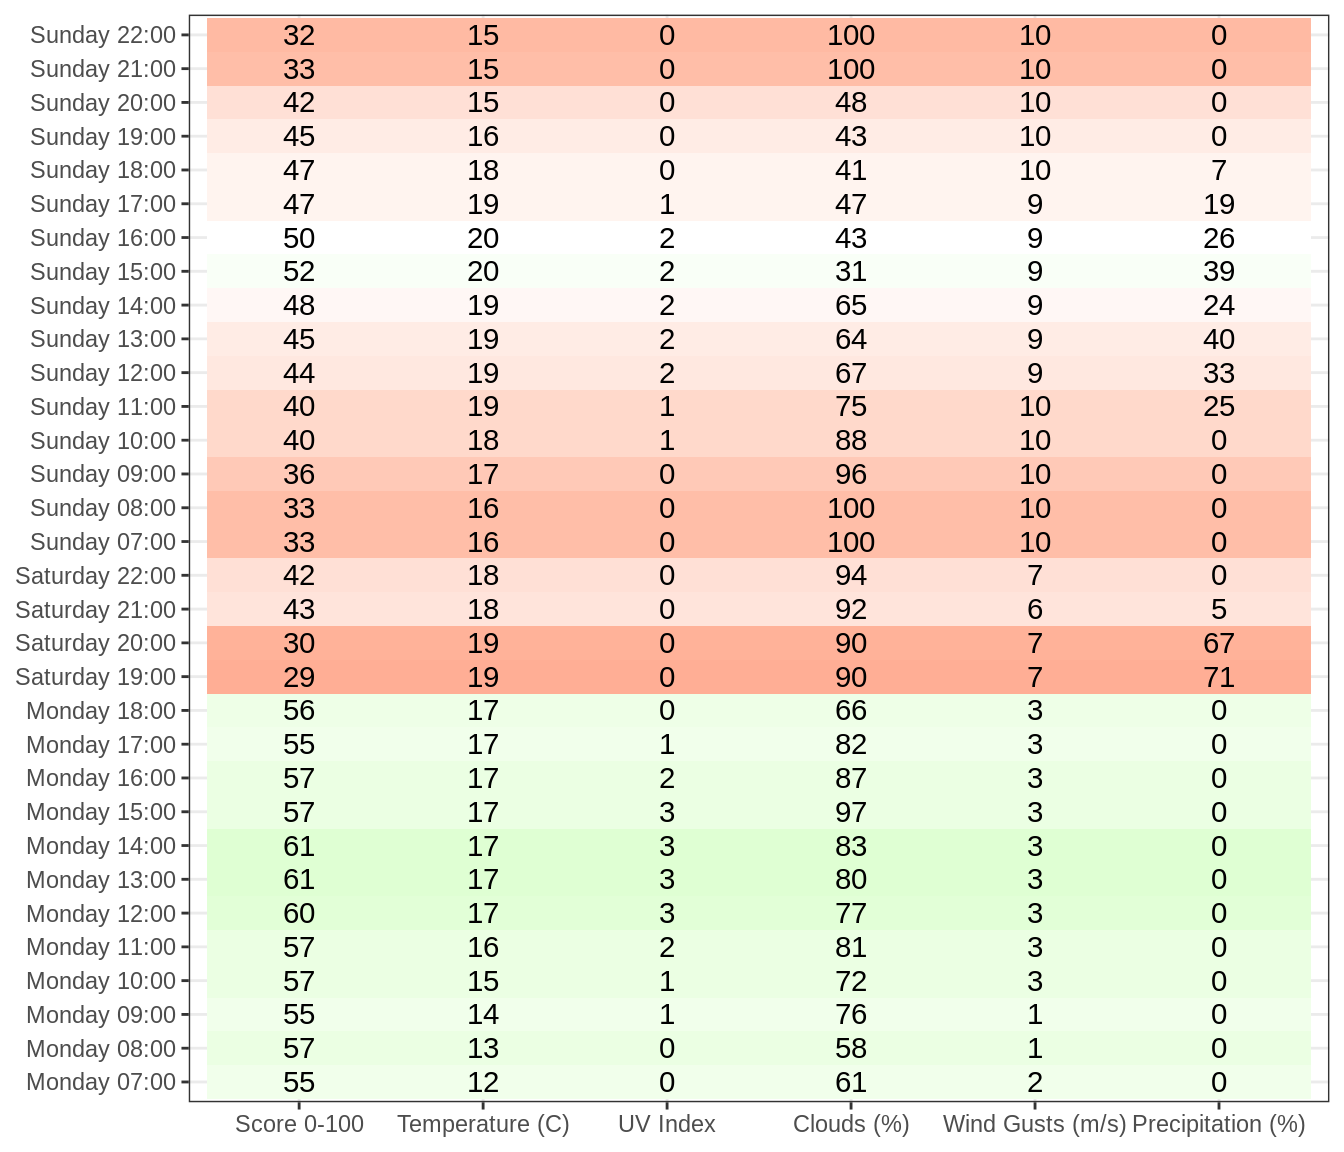 Sunday 22:00 32 15 0 100 10 0
Sunday 21:00 33 15 0 100 10 0
Sunday 20:00 42 15 0 48 10 0
Sunday 19:00 45 16 0 43 10 0
Sunday 18:00 47 18 0 41 10 7
Sunday 17:00 47 19 1 47 9 19
Sunday 16:00 50 20 2 43 9 26
Sunday 15:00 52 20 2 31 9 39
Sunday 14:00 48 19 2 65 9 24
Sunday 13:00 45 19 2 64 9 40
Sunday 12:00 44 19 2 67 9 33
Sunday 11:00 40 19 1 75 10 25
Sunday 10:00 40 18 1 88 10 0
Sunday 09:00 36 17 0 96 10 0
Sunday 08:00 33 16 0 100 10 0
Sunday 07:00 33 16 0 100 10 0
Saturday 22:00 42 18 0 94 7 0
Saturday 21:00 43 18 0 92 6 5
Saturday 20:00 30 19 0 90 7 67
Saturday 19:00 29 19 0 90 7 71
Monday 18:00 56 17 0 66 3 0
Monday 17:00 55 17 1 82 3 0
Monday 16:00 57 17 2 87 3 0
Monday 15:00 57 17 3 97 3 0
Monday 14:00 61 17 3 83 3 0
Monday 13:00 61 17 3 80 3 0
Monday 12:00 60 17 3 77 3 0
Monday 11:00 57 16 2 81 3 0
Monday 10:00 57 15 1 72 3 0
Monday 09:00 55 14 1 76 1 0
Monday 08:00 57 13 0 58 1 0
Monday 07:00 55 12 0 61 2 0
Score 0-100 Temperature (C) UV Index Clouds (%) Wind Gusts (m/s) Precipitation (%)